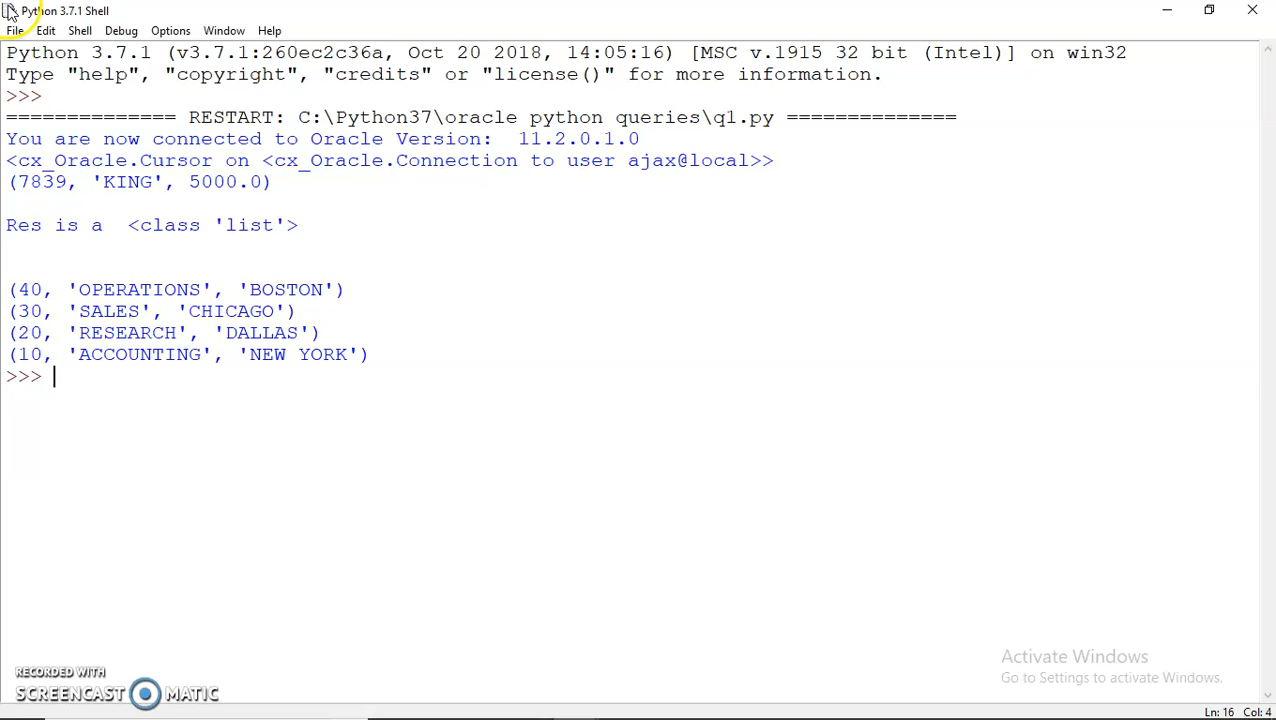 Python 3.7.1 Shell
File Edit Shell Debug Options Window Help
Python 3.7.1 (v3.7.1:260ec2c36a, Oct 20 2018, 14:05:16) [MSC v.1915 32 bit (Intel)] on win32
Type "help", "copyright", "credits" or "license()" for more information.
>>>
============== RESTART: C:\Python37\oracle python queries\q1.py ==============
You are now connected to Oracle Version:  11.2.0.1.0
<cx_Oracle.Cursor on <cx_Oracle.Connection to user ajax@local>>
(7839, 'KING', 5000.0)
Res is a  <class 'list'>
(40, 'OPERATIONS', 'BOSTON')
(30, 'SALES', 'CHICAGO')
(20, 'RESEARCH', 'DALLAS')
(10, 'ACCOUNTING', 'NEW YORK')
>>>
Activate Windows
Go to Settings to activate Windows.
RECORDED WITH
SCREENCAST MATIC
Ln: 16 Col: 4